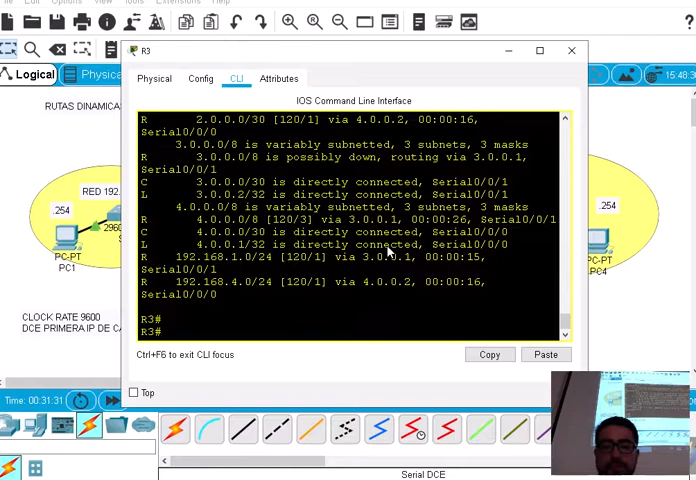 Edit
Options
View
Tools
Extensions
Help
R3
Logical
Physical
15:48:3
Physical
Config
CLI
Attributes
RUTAS DINAMICA
IOS Command Line Interface
R 2.0.0.0/30 [120/1] via 4.0.0.2, 00:00:16,
Serial0/0/0
3.0.0.0/8 is variably subnetted, 3 subnets, 3 masks
R 3.0.0.0/8 is possibly down, routing via 3.0.0.1,
Serial0/0/1
C 3.0.0.0/30 is directly connected, Serial0/0/1
L 3.0.0.2/32 is directly connected, Serial0/0/1
4.0.0.0/8 is variably subnetted, 3 subnets, 3 masks
R 4.0.0.0/8 [120/3] via 3.0.0.1, 00:00:26, Serial0/0/1
C 4.0.0.0/30 is directly connected, Serial0/0/0
L 4.0.0.1/32 is directly connected, Serial0/0/0
R 192.168.1.0/24 [120/1] via 3.0.0.1, 00:00:15,
Serial0/0/1
R 192.168.4.0/24 [120/1] via 4.0.0.2, 00:00:16,
Serial0/0/0
R3#
R3#
RED 192.
.254
2960
PC-PT
PC1
.254
PC-PT
PC4
CLOCK RATE 9600
DCE PRIMERA IP DE CA
Ctrl+F6 to exit CLI focus
Copy
Paste
Top
Time: 00:31:31
Serial DCE